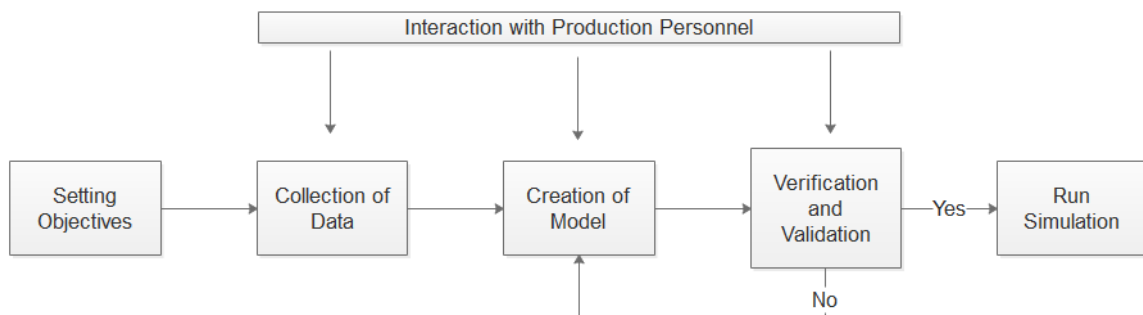 Interaction with Production Personnel
Setting
Objectives
Collection of
Data
Creation of
Model
Verification
and
Validation
Yes
Run
Simulation
No